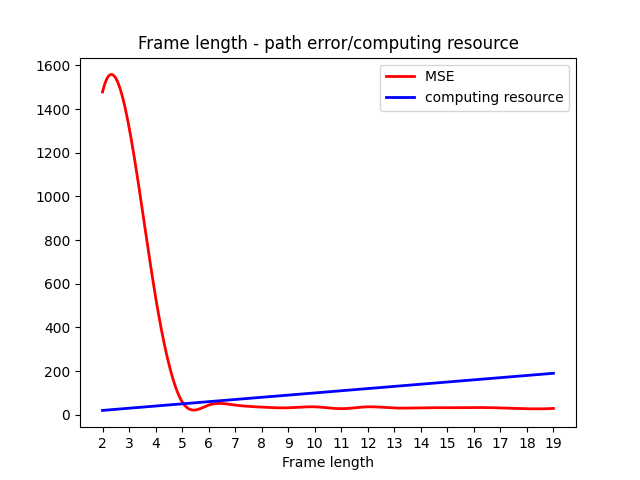 Frame length - path error/computing resource
MSE
computing resource
1600
1400
1200
1000
800
600
400
200
0
2 3 4 5 6 7 8 9 10 11 12 13 14 15 16 17 18 19
Frame length